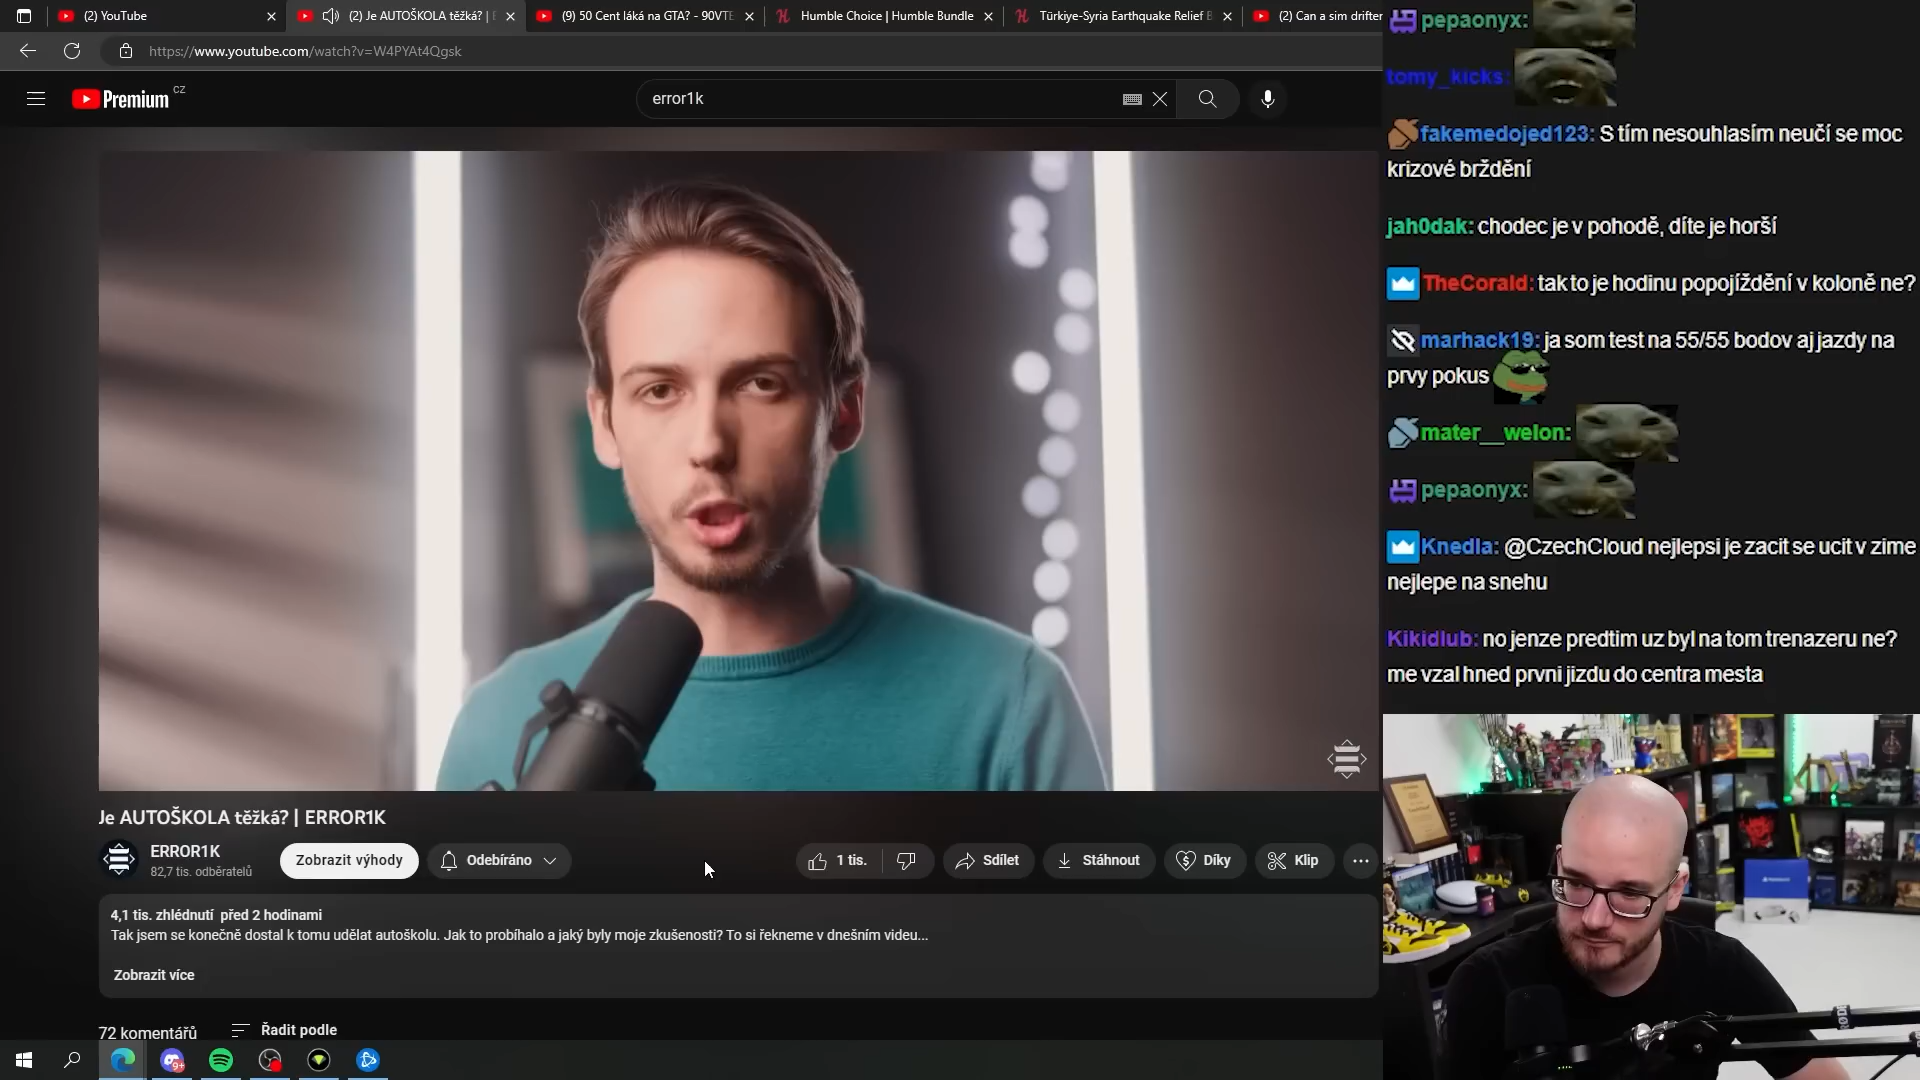 (2) YouTube
(2) Je AUTOŠKOLA těžká? |
(9) 50 Cent láká na GTA? - 90VTE
Humble Choice | Humble Bundle
Türkiye-Syria Earthquake Relief B
(2) Can a sim drifter
https://www.youtube.com/watch?v=W4PYAt4Qgsk
Premium CZ
error1k
pepaonyx:
tomy_kicks:
fakemedojed123: S tím nesouhlasím neučí se moc
krizové brždění
jah0dak: chodec je v pohodě, díte je horší
TheCorald: tak to je hodinu popojíždění v koloně ne?
marhack19: ja som test na 55/55 bodov aj jazdy na
prvy pokus
mater__welon:
pepaonyx:
Knedla: @CzechCloud nejlepsi je zacit se ucit v zime
nejlepe na snehu
Kikidlub: no jenze predtim uz byl na tom trenazeru ne?
me vzal hned prvni jizdu do centra mesta
Je AUTOŠKOLA těžká? | ERROR1K
ERROR1K
82,7 tis. odběratelů
Zobrazit výhody
Odebíráno
1 tis.
Sdílet
Stáhnout
Díky
Klip
4,1 tis. zhlédnutí před 2 hodinami
Tak jsem se konečně dostal k tomu udělat autoškolu. Jak to probíhalo a jaký byly moje zkušenosti? To si řekneme v dnešním videu...
Zobrazit více
72 komentářů
Řadit podle
9+
RØDE